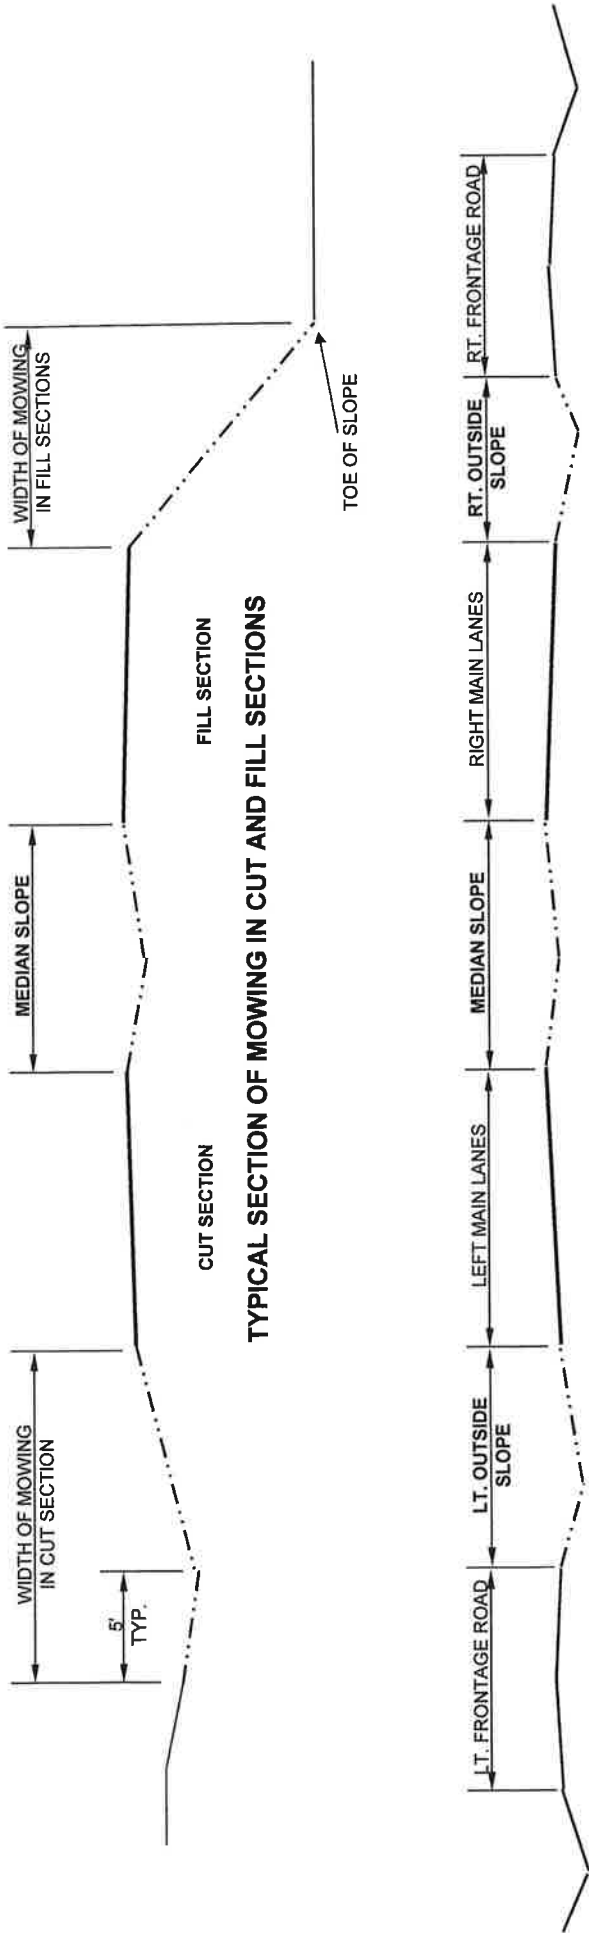 WIDTH OF MOWING
IN CUT SECTION
5'
TYP.
MEDIAN SLOPE
WIDTH OF MOWING
IN FILL SECTIONS
CUT SECTION
FILL SECTION
TOE OF SLOPE
TYPICAL SECTION OF MOWING IN CUT AND FILL SECTIONS
LT. FRONTAGE ROAD
LT. OUTSIDE
SLOPE
LEFT MAIN LANES
MEDIAN SLOPE
RIGHT MAIN LANES
RT. OUTSIDE
SLOPE
RT. FRONTAGE ROAD